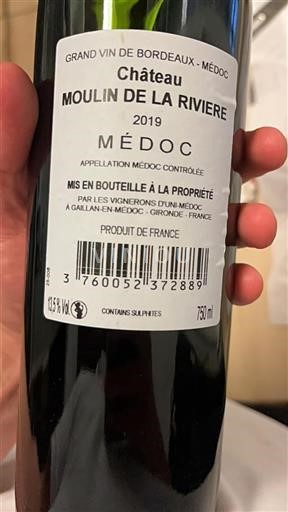 GRAND VIN DE BORDEAUX - MÉDOC
Château
MOULIN DE LA RIVIERE
2019
MÉDOC
APPELLATION MÉDOC CONTRÔLÉE
MIS EN BOUTEILLE À LA PROPRIÉTÉ
PAR LES VIGNERONS D'UNI-MÉDOC
À GAILLAN-EN-MÉDOC - GIRONDE - FRANCE
PRODUIT DE FRANCE
3 760052 372889
13,5 % Vol CONTAINS SULPHITES 750 ml